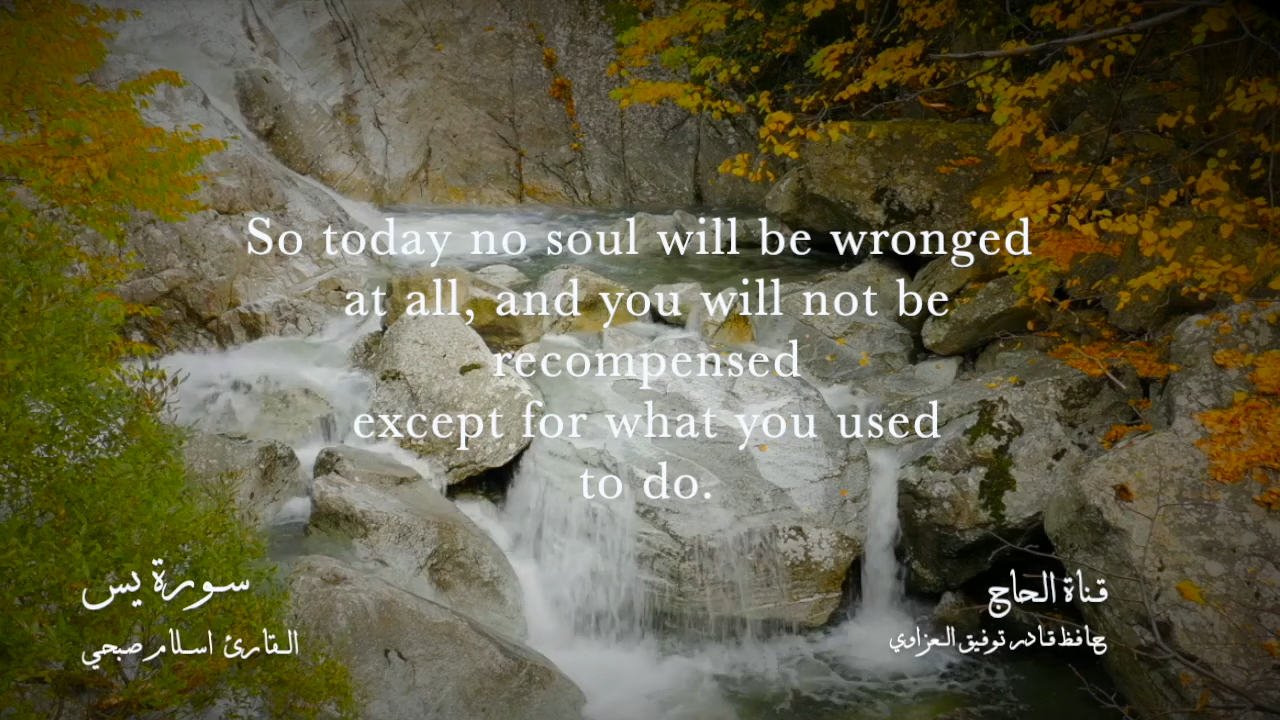 So today no soul will be wronged
at all, and you will not be
recompensed
except for what you used
to do.
سورة يس
القارئ اسلام صبحي
قناة الحاج
حافظ قادر توفيق العزاوي